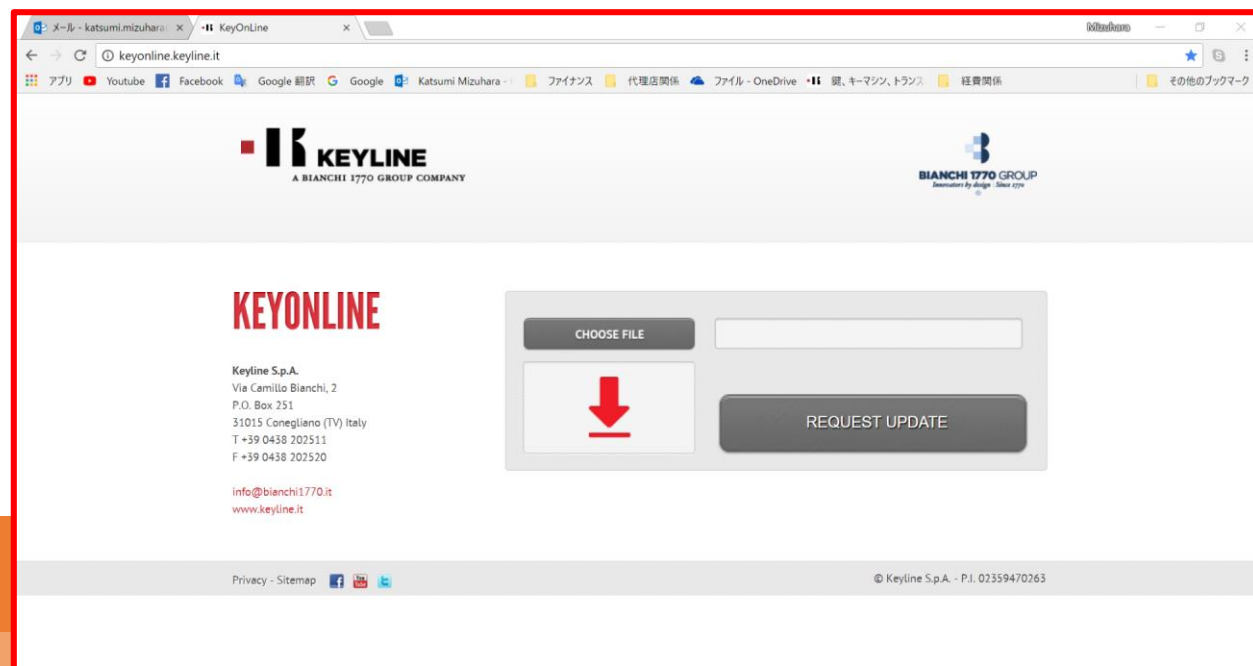 メール - katsumi.mizuhara
KeyOnLine
Mizuhara
keyonline.keyline.it
アプリ Youtube Facebook Google 翻訳 Google Katsumi Mizuhara - ファイナンス 代理店関係 ファイル - OneDrive 鍵、キーマシン、トランス 経費関係 その他のブックマーク
KEYLINE
A BIANCHI 1770 GROUP COMPANY
BIANCHI 1770 GROUP
Innovators by design : Since 1770
KEYONLINE
Keyline S.p.A.
Via Camillo Bianchi, 2
P.O. Box 251
31015 Conegliano (TV) Italy
T +39 0438 202511
F +39 0438 202520
info@bianchi1770.it
www.keyline.it
CHOOSE FILE
REQUEST UPDATE
Privacy - Sitemap
© Keyline S.p.A. - P.I. 02359470263